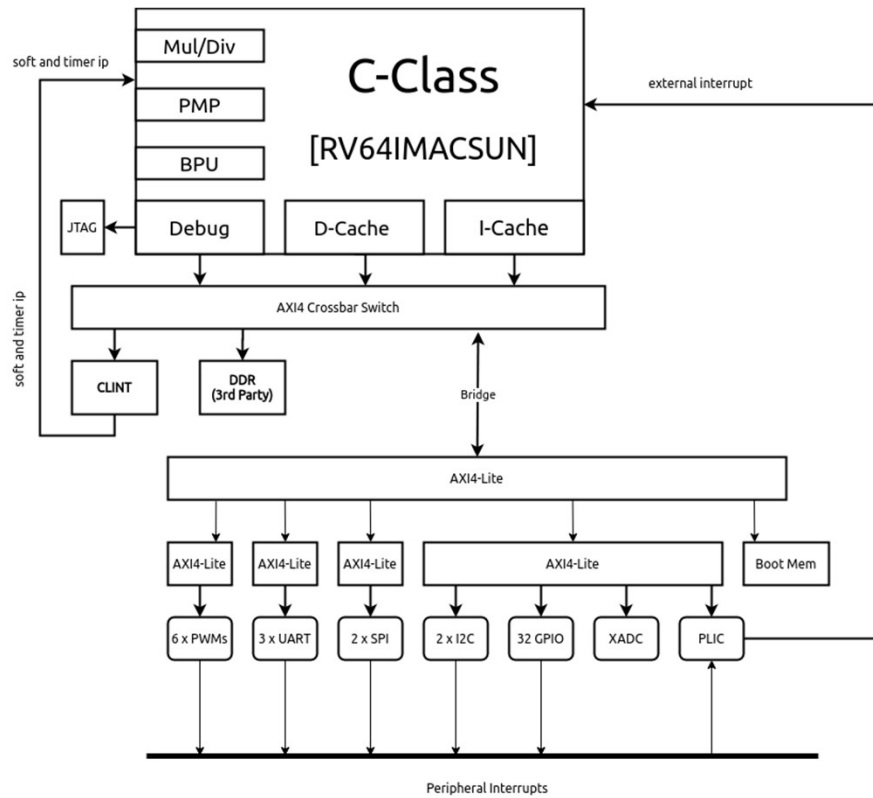 Mul/Div
soft and timer ip
C-Class
external interrupt
PMP
[RV64IMACSUN]
BPU
JTAG
Debug
D-Cache
I-Cache
AXI4 Crossbar Switch
soft and timer ip
CLINT
DDR
(3rd Party)
Bridge
AXI4-Lite
AXI4-Lite
AXI4-Lite
AXI4-Lite
AXI4-Lite
Boot Mem
6 x PWMs
3 x UART
2 x SPI
2 x I2C
32 GPIO
XADC
PLIC
Peripheral Interrupts